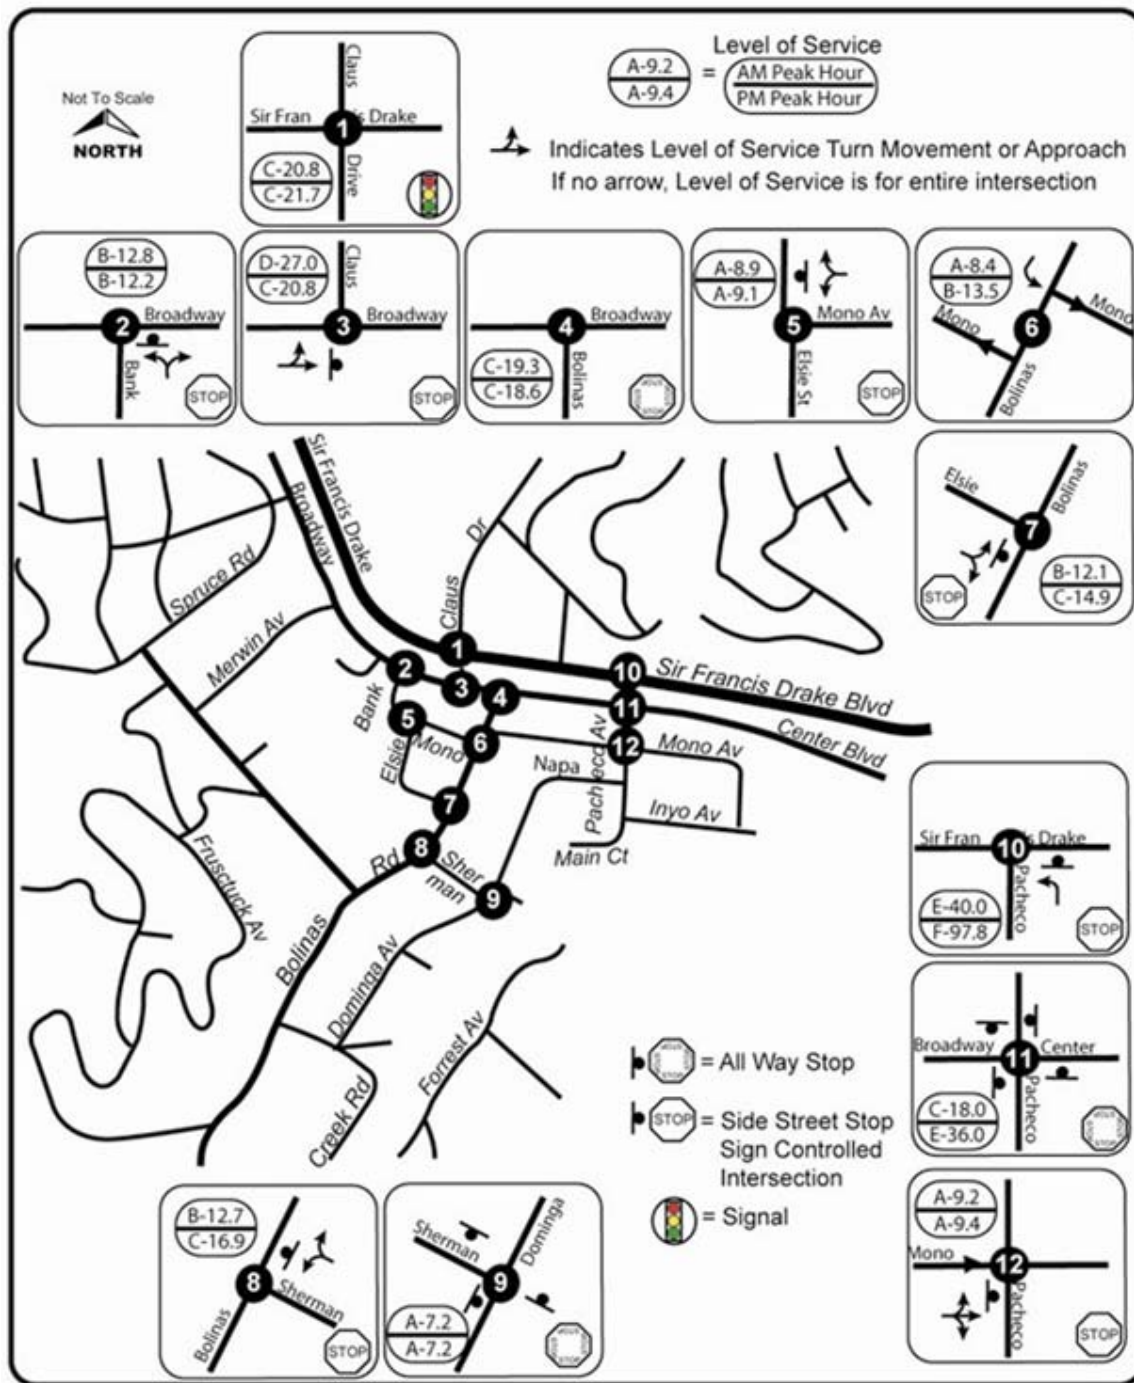 Not To Scale
NORTH
Claus
Sir Fran
1
is Drake
Drive
C-20.8
C-21.7
Level of Service
A-9.2
A-9.4
=
AM Peak Hour
PM Peak Hour
Indicates Level of Service Turn Movement or Approach
If no arrow, Level of Service is for entire intersection
B-12.8
B-12.2
2
Broadway
Bank
STOP
D-27.0
C-20.8
Claus
3
Broadway
STOP
4
Broadway
C-19.3
C-18.6
Bolinas
STOP
A-8.9
A-9.1
5
Mono Av
Elsie St
STOP
A-8.4
B-13.5
Mono
Mono
6
Bolinas
Elsie
Bolinas
7
STOP
B-12.1
C-14.9
Sir Francis Drake
Broadway
Spruce Rd
Merwin Av
Claus Dr
1
2
3
4
10
Sir Francis Drake Blvd
11
Center Blvd
Bank
5
Mono
6
12
Mono Av
Elsie
Napa
Pacheco Av
7
Inyo Av
Main Ct
8
Sher
man
9
Frusctuck Av
Bolinas Rd
Dominga Av
Forrest Av
Creek Rd
Sir Fran
10
is Drake
Pacheco
E-40.0
F-97.8
STOP
Broadway
11
Center
Pacheco
C-18.0
E-36.0
STOP
STOP
= All Way Stop
STOP
= Side Street Stop
Sign Controlled
Intersection
= Signal
A-9.2
A-9.4
Mono
12
Pacheco
STOP
B-12.7
C-16.9
8
Sherman
Bolinas
STOP
Sherman
Dominga
9
A-7.2
A-7.2
STOP